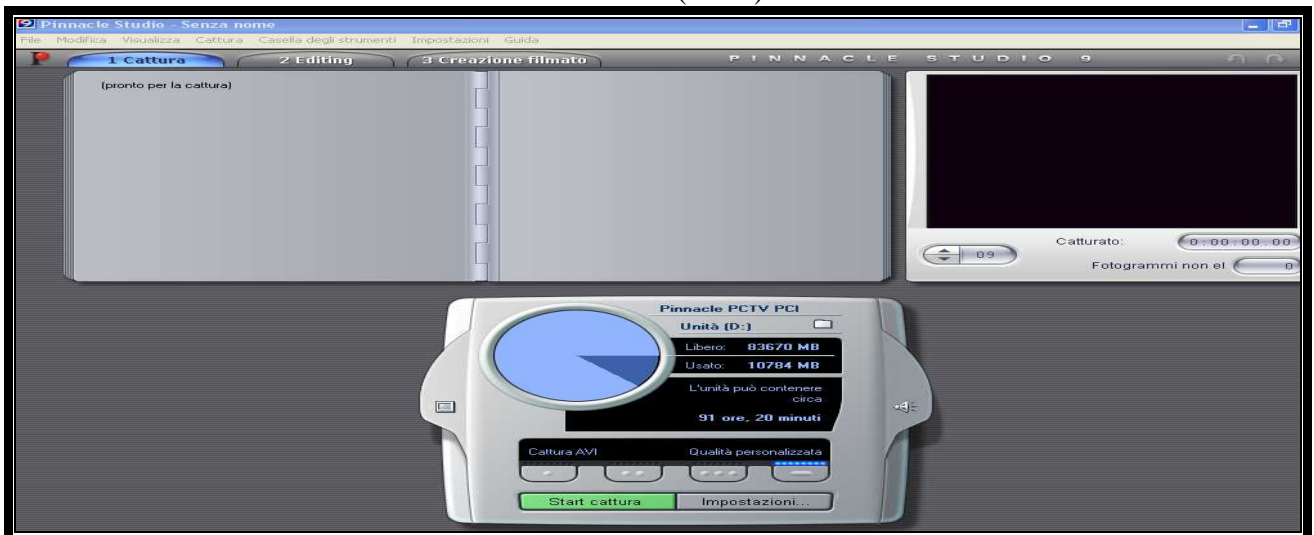 Pinnacle Studio - Senza nome
File Modifica Visualizza Cattura Casella degli strumenti Impostazioni Guida
1 Cattura 2 Editing 3 Creazione filmato PINNACLE STUDIO 9
(pronto per la cattura)
Catturato: 0:00:00.00
09
Fotogrammi non el 0
Pinnacle PCTV PCI
Unità (D:)
Libero: 83670 MB
Usato: 10784 MB
L'unità può contenere
circa
91 ore, 20 minuti
Cattura AVI Qualità personalizzata
Start cattura Impostazioni...